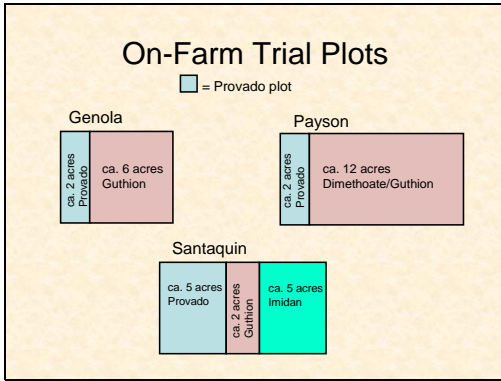 On-Farm Trial Plots
= Provado plot
Genola
ca. 2 acres
Provado
ca. 6 acres
Guthion
Payson
ca. 2 acres
Provado
ca. 12 acres
Dimethoate/Guthion
Santaquin
ca. 5 acres
Provado
ca. 2 acres
Guthion
ca. 5 acres
Imidan